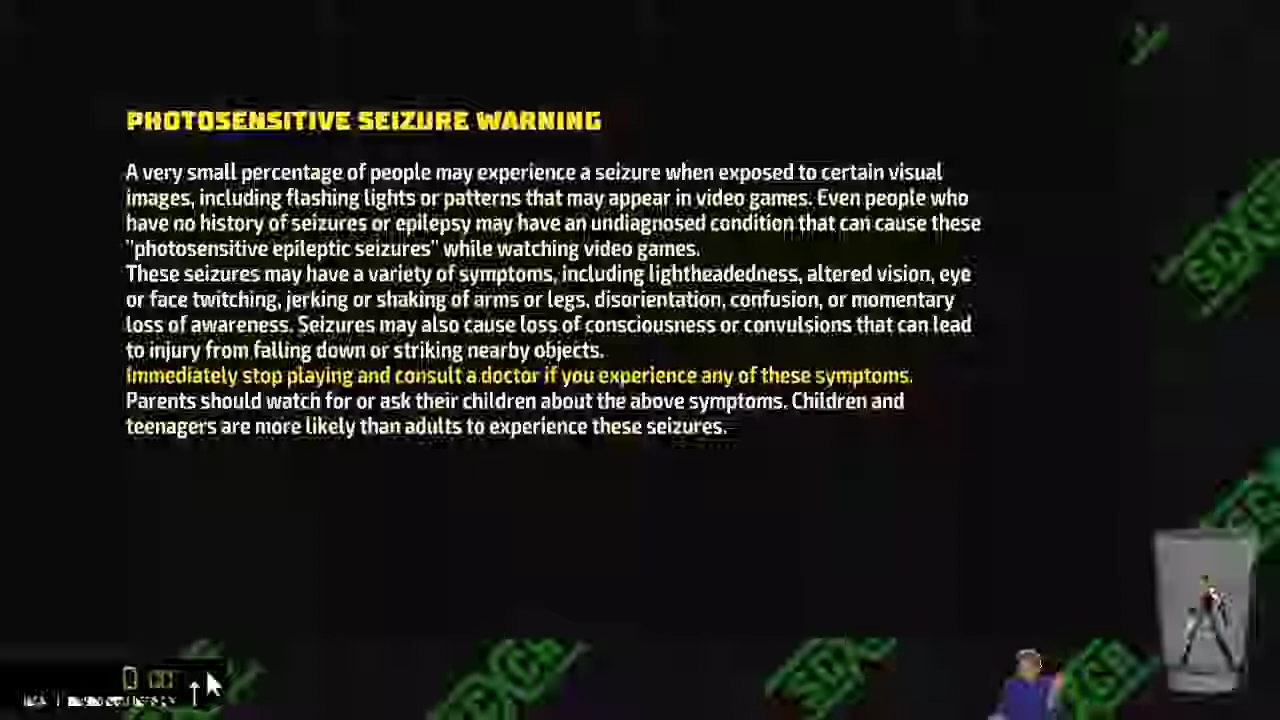 PHOTOSENSITIVE SEIZURE WARNING
A very small percentage of people may experience a seizure when exposed to certain visual
images, including flashing lights or patterns that may appear in video games. Even people who
have no history of seizures or epilepsy may have an undiagnosed condition that can cause these
"photosensitive epileptic seizures" while watching video games.
These seizures may have a variety of symptoms, including lightheadedness, altered vision, eye
or face twitching, jerking or shaking of arms or legs, disorientation, confusion, or momentary
loss of awareness. Seizures may also cause loss of consciousness or convulsions that can lead
to injury from falling down or striking nearby objects.
Immediately stop playing and consult a doctor if you experience any of these symptoms.
Parents should watch for or ask their children about the above symptoms. Children and
teenagers are more likely than adults to experience these seizures.